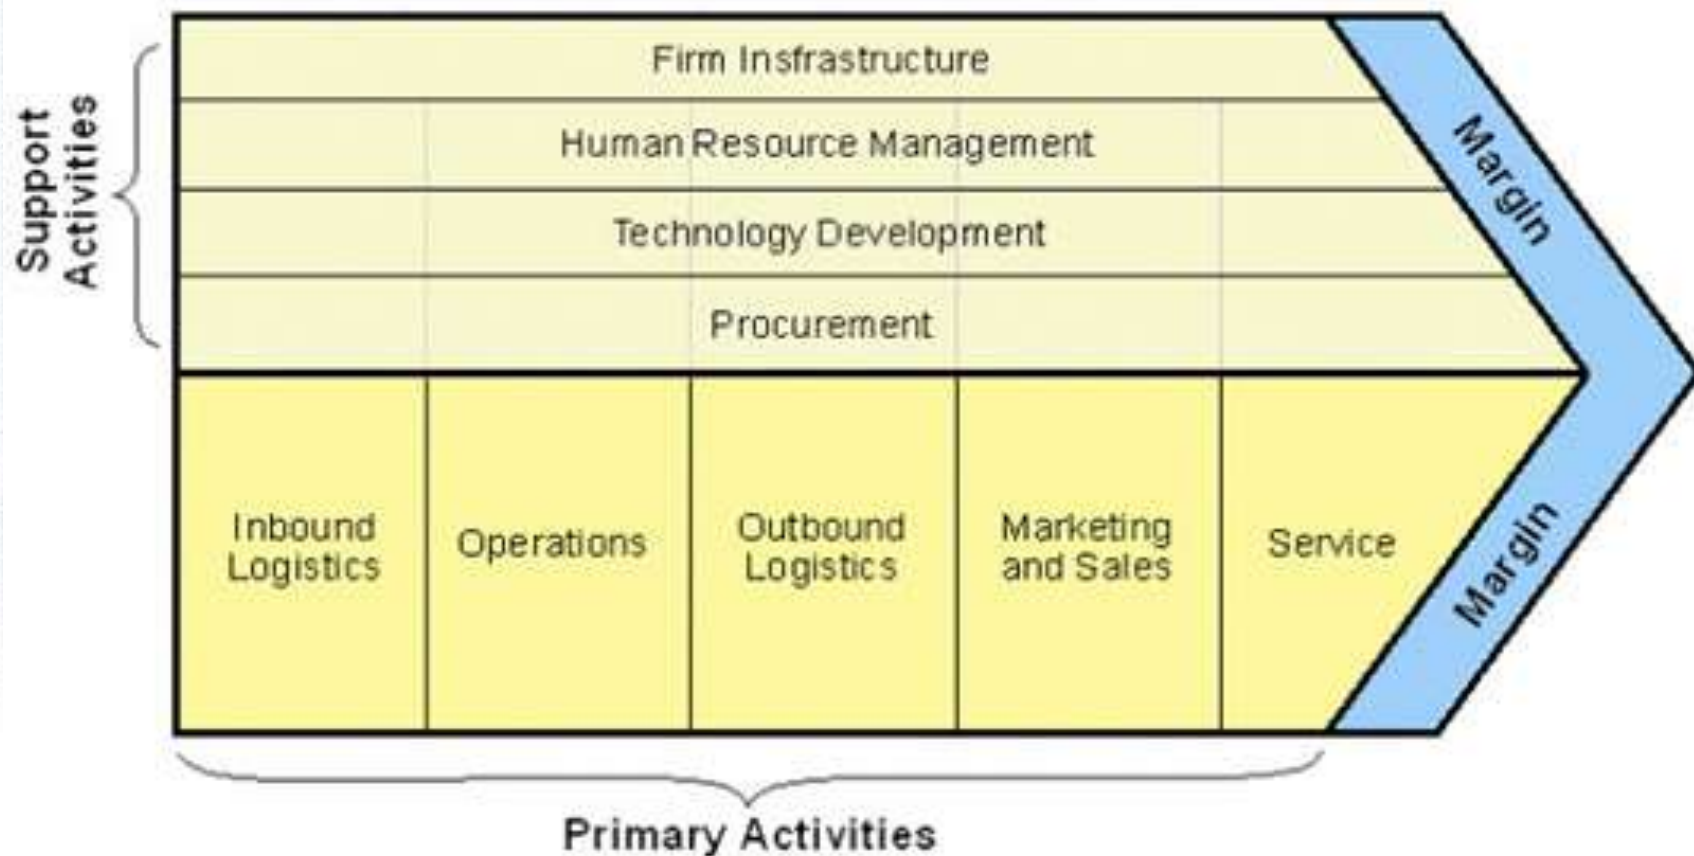 Support
Activities
Firm Insfrastructure
Human Resource Management
Technology Development
Procurement
Margin
Inbound
Logistics
Operations
Outbound
Logistics
Marketing
and Sales
Service
Margin
Primary Activities